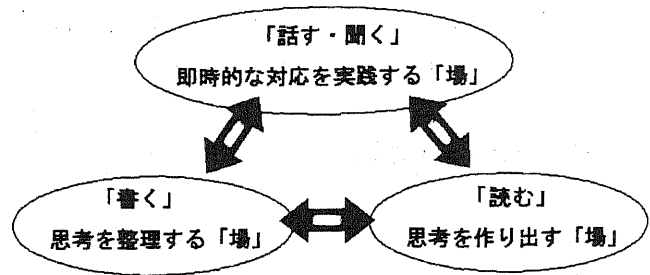 「話す・聞く」
即時的な対応を実践する「場」
「書く」
思考を整理する「場」
「読む」
思考を作り出す「場」